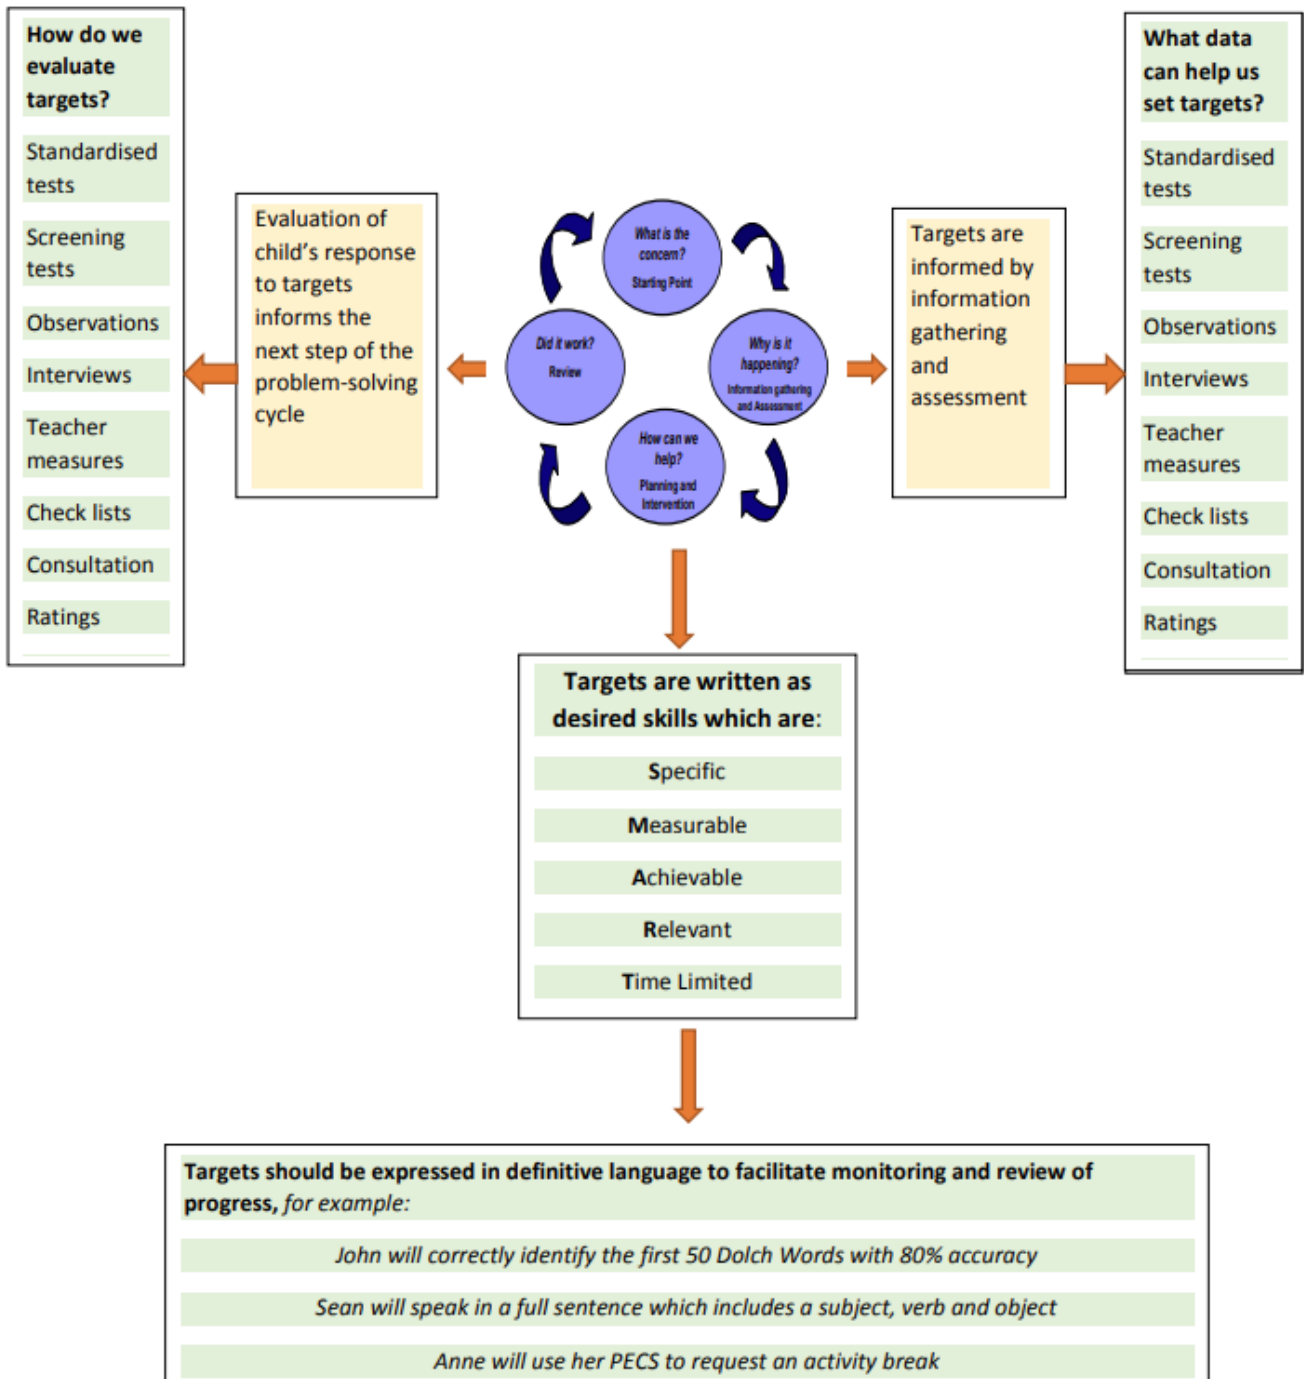 How do we
evaluate
targets?
Standardised
tests
Screening
tests
Observations
Interviews
Teacher
measures
Check lists
Consultation
Ratings
Evaluation of
child's response
to targets
informs the
next step of the
problem-solving
cycle
What is the
concern?
Starting Point
Did it work?
Review
Why is it
happening?
Information gathering
and Assessment
How can we
help?
Planning and
Intervention
Targets are
informed by
information
gathering
and
assessment
What data
can help us
set targets?
Standardised
tests
Screening
tests
Observations
Interviews
Teacher
measures
Check lists
Consultation
Ratings
Targets are written as
desired skills which are:
Specific
Measurable
Achievable
Relevant
Time Limited
Targets should be expressed in definitive language to facilitate monitoring and review of
progress, for example:
John will correctly identify the first 50 Dolch Words with 80% accuracy
Sean will speak in a full sentence which includes a subject, verb and object
Anne will use her PECS to request an activity break